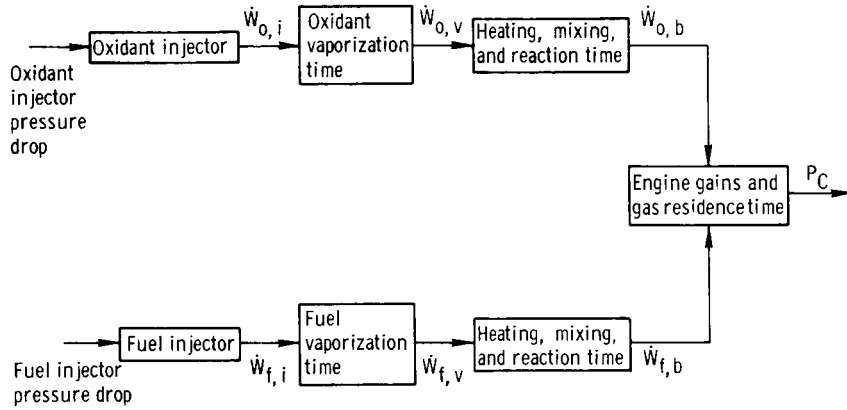 Ẇo, i
Ẇo, v
Ẇo, b
Oxidant injector
Oxidant
vaporization
time
Heating, mixing,
and reaction time
Oxidant
injector
pressure
drop
Engine gains and
gas residence time
PC
Fuel injector
Fuel
vaporization
time
Heating, mixing,
and reaction time
Ẇf, i
Ẇf, v
Ẇf, b
Fuel injector
pressure drop